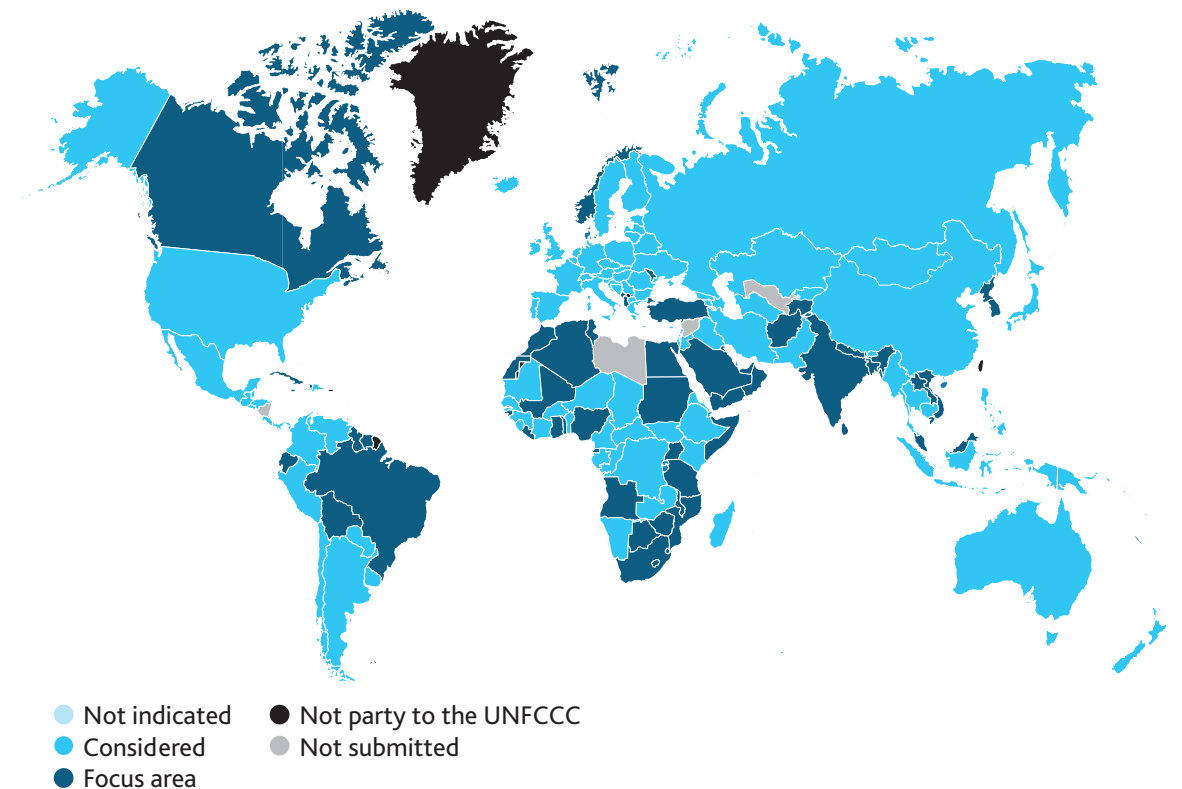 Not indicated
Considered
Focus area
Not party to the UNFCCC
Not submitted